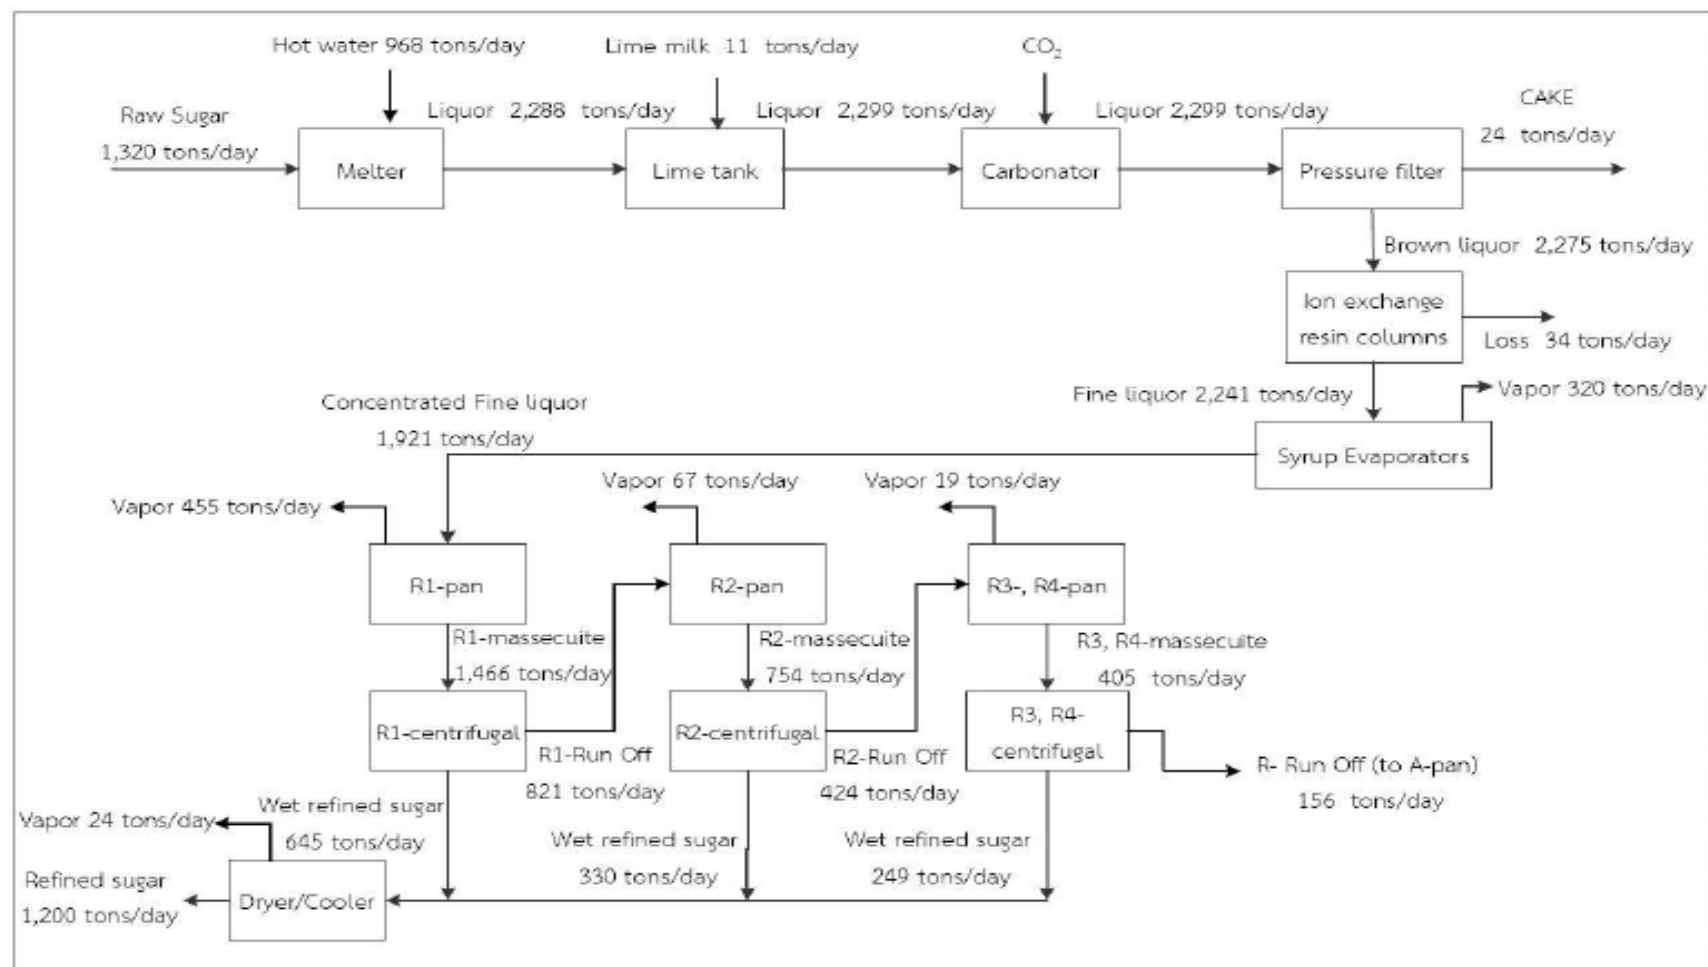 Hot water 968 tons/day
Lime milk 11 tons/day
CO₂
Raw Sugar
1,320 tons/day
Liquor 2,288 tons/day
Liquor 2,299 tons/day
Liquor 2,299 tons/day
CAKE
24 tons/day
Melter
Lime tank
Carbonator
Pressure filter
Brown liquor 2,275 tons/day
Ion exchange
resin columns
Loss 34 tons/day
Fine liquor 2,241 tons/day
Vapor 320 tons/day
Syrup Evaporators
Concentrated Fine liquor
1,921 tons/day
Vapor 455 tons/day
Vapor 67 tons/day
Vapor 19 tons/day
R1-pan
R2-pan
R3-, R4-pan
R1-massecuite
1,466 tons/day
R2-massecuite
754 tons/day
R3, R4-massecuite
405 tons/day
R1-centrifugal
R2-centrifugal
R3, R4-
centrifugal
R1-Run Off
821 tons/day
R2-Run Off
424 tons/day
R- Run Off (to A-pan)
156 tons/day
Wet refined sugar
645 tons/day
Wet refined sugar
330 tons/day
Wet refined sugar
249 tons/day
Vapor 24 tons/day
Refined sugar
1,200 tons/day
Dryer/Cooler